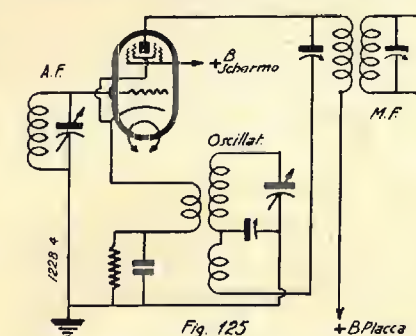 A.F.
+B
Schermo
Oscillat.
M.F.
1228 4
Fig. 125
+B.Placca